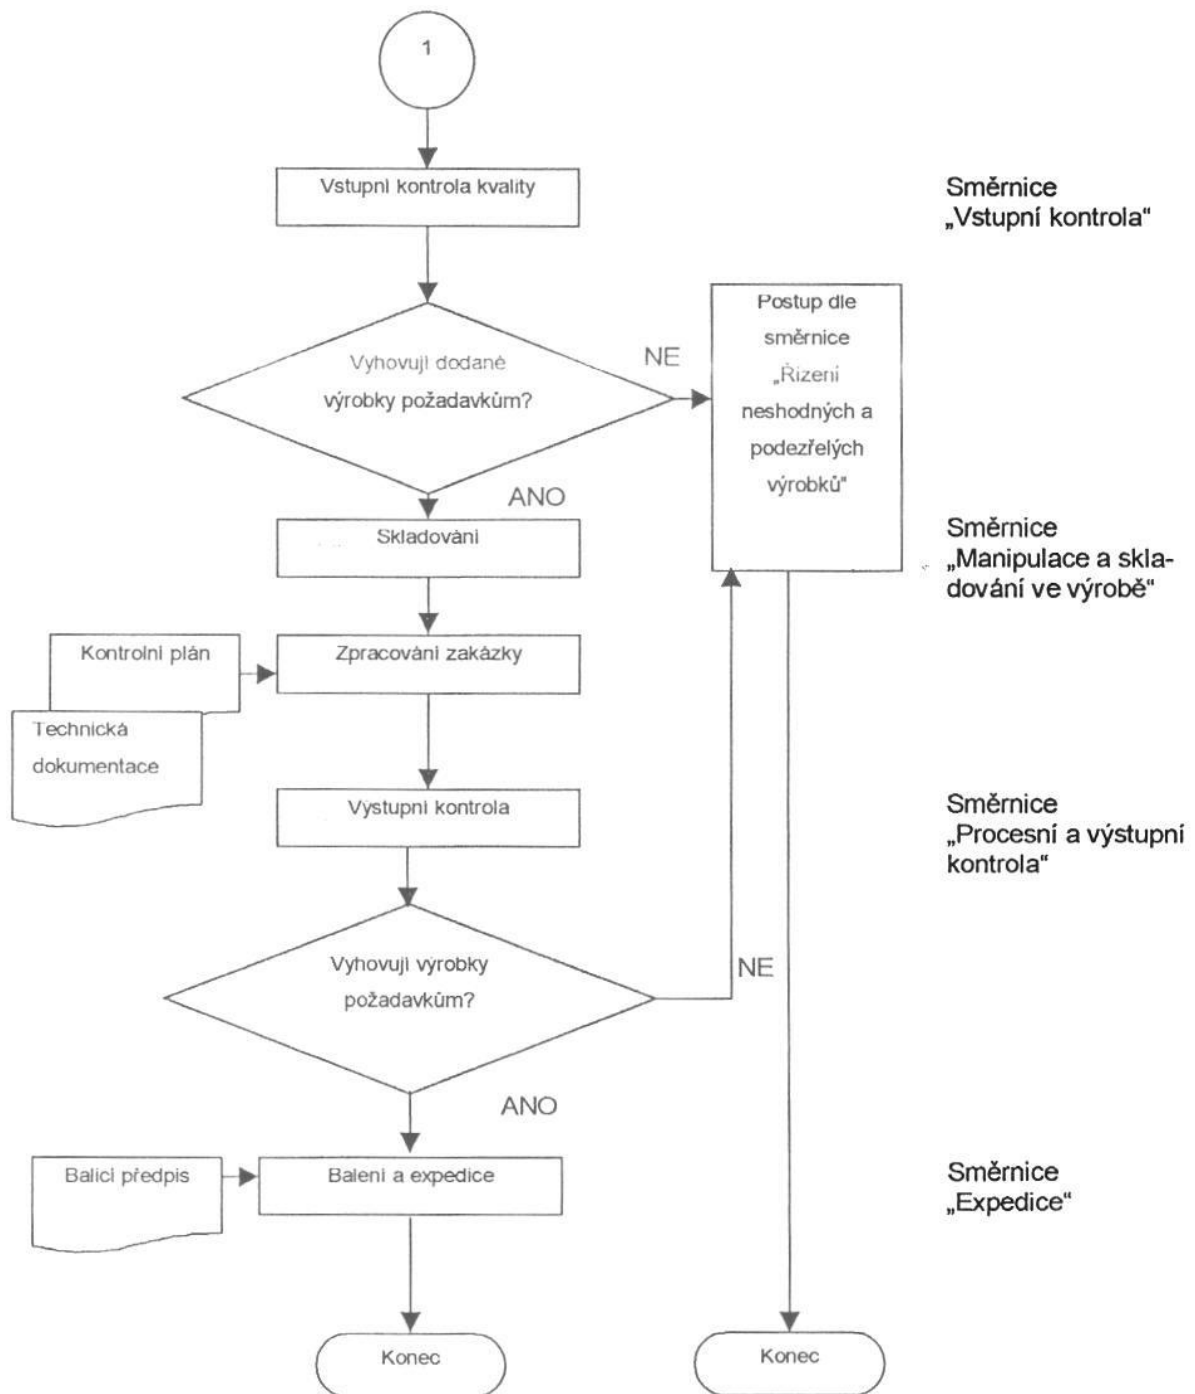 1
Vstupní kontrola kvality
Směrnice
„Vstupní kontrola“
Vyhovují dodané
výrobky požadavkům?
NE
Postup dle
směrnice
„Řízení
neshodných a
podezřelých
výrobků“
ANO
Skladování
Směrnice
„Manipulace a skla-
dování ve výrobě“
Kontrolní plán
Zpracování zakázky
Technická
dokumentace
Výstupní kontrola
Směrnice
„Procesní a výstupní
kontrola“
Vyhovují výrobky
požadavkům?
NE
ANO
Balící předpis
Balení a expedice
Směrnice
„Expedice“
Konec
Konec